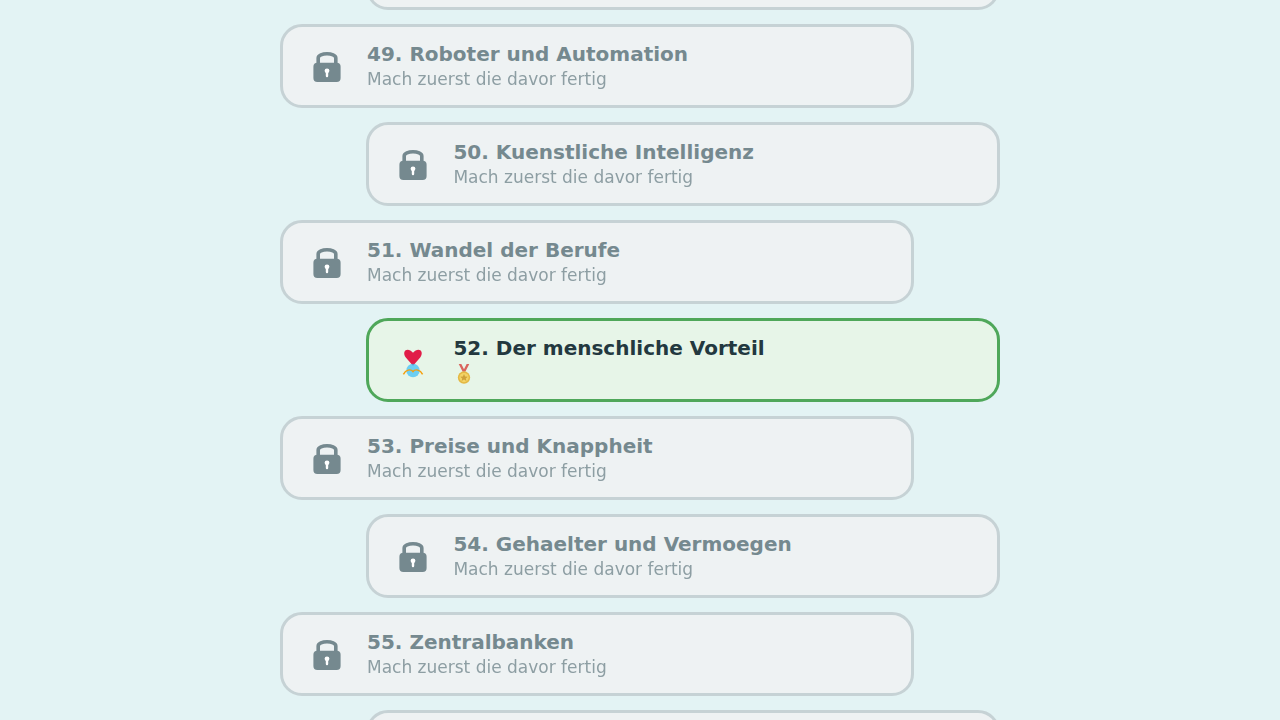 49. Roboter und Automation
Mach zuerst die davor fertig
50. Kuenstliche Intelligenz
Mach zuerst die davor fertig
51. Wandel der Berufe
Mach zuerst die davor fertig
52. Der menschliche Vorteil
53. Preise und Knappheit
Mach zuerst die davor fertig
54. Gehaelter und Vermoegen
Mach zuerst die davor fertig
55. Zentralbanken
Mach zuerst die davor fertig